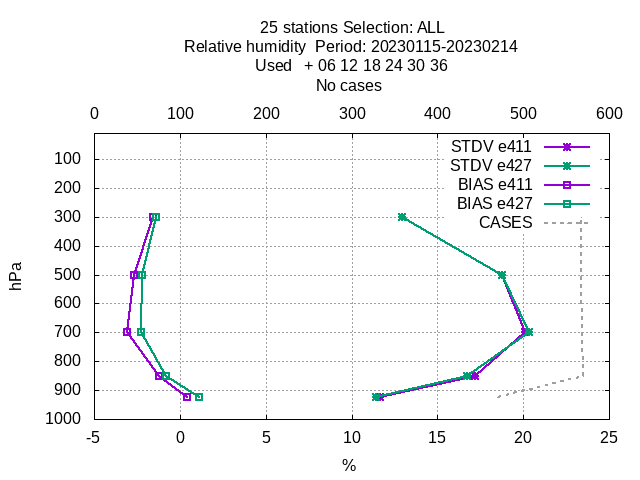 25 stations Selection: ALL
Relative humidity  Period: 20230115-20230214
Used   + 06 12 18 24 30 36
No cases
0 100 200 300 400 500 600
STDV e411
STDV e427
BIAS e411
BIAS e427
CASES
100
200
300
400
500
600
700
800
900
1000
hPa
-5 0 5 10 15 20 25
%